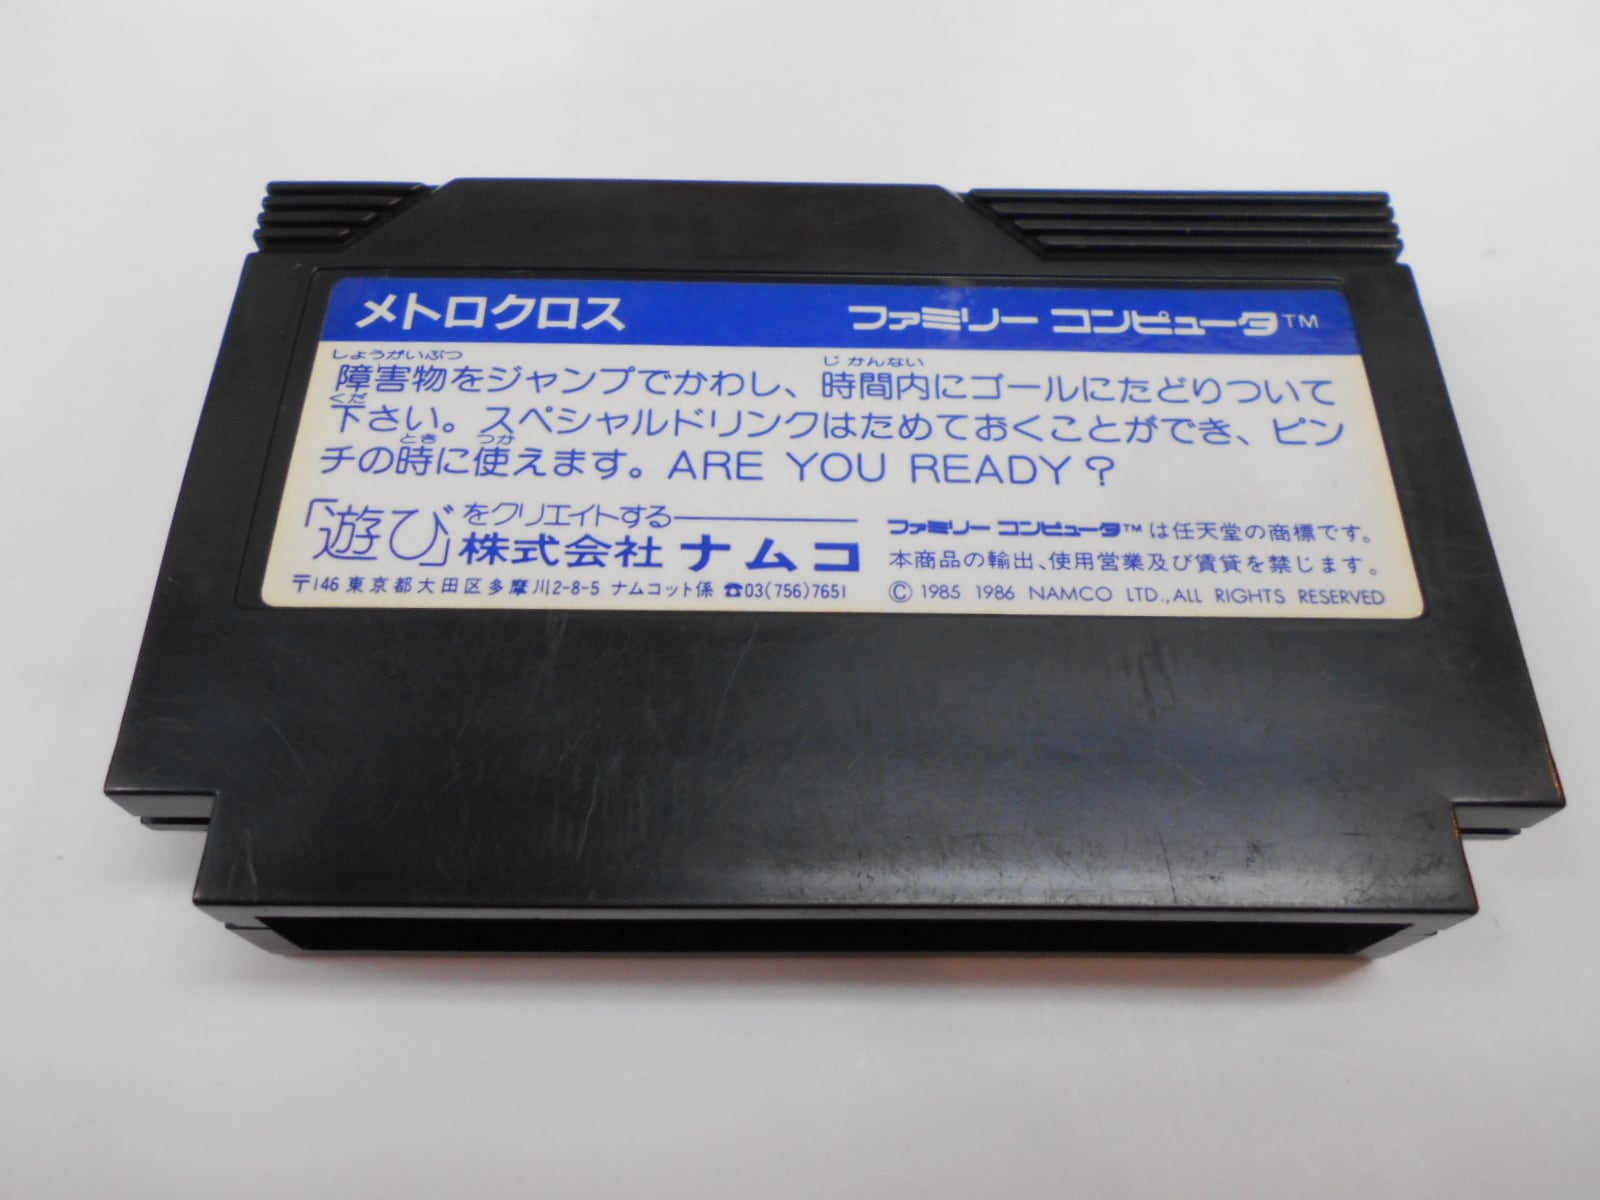 メトロクロス ファミリー コンピュータTM
しょうがいぶつ じかんない
障害物をジャンプでかわし、時間内にゴールにたどりついて
くだ
下さい。スペシャルドリンクはためておくことができ、ピン
とき つか
チの時に使えます。ARE YOU READY?
「遊び」をクリエイトする
株式会社 ナムコ
〒146 東京都大田区多摩川2-8-5 ナムコット係 ☎03(756)7651
ファミリー コンピュータTMは任天堂の商標です。
本商品の輸出、使用営業及び賃貸を禁じます。
© 1985 1986 NAMCO LTD.,ALL RIGHTS RESERVED